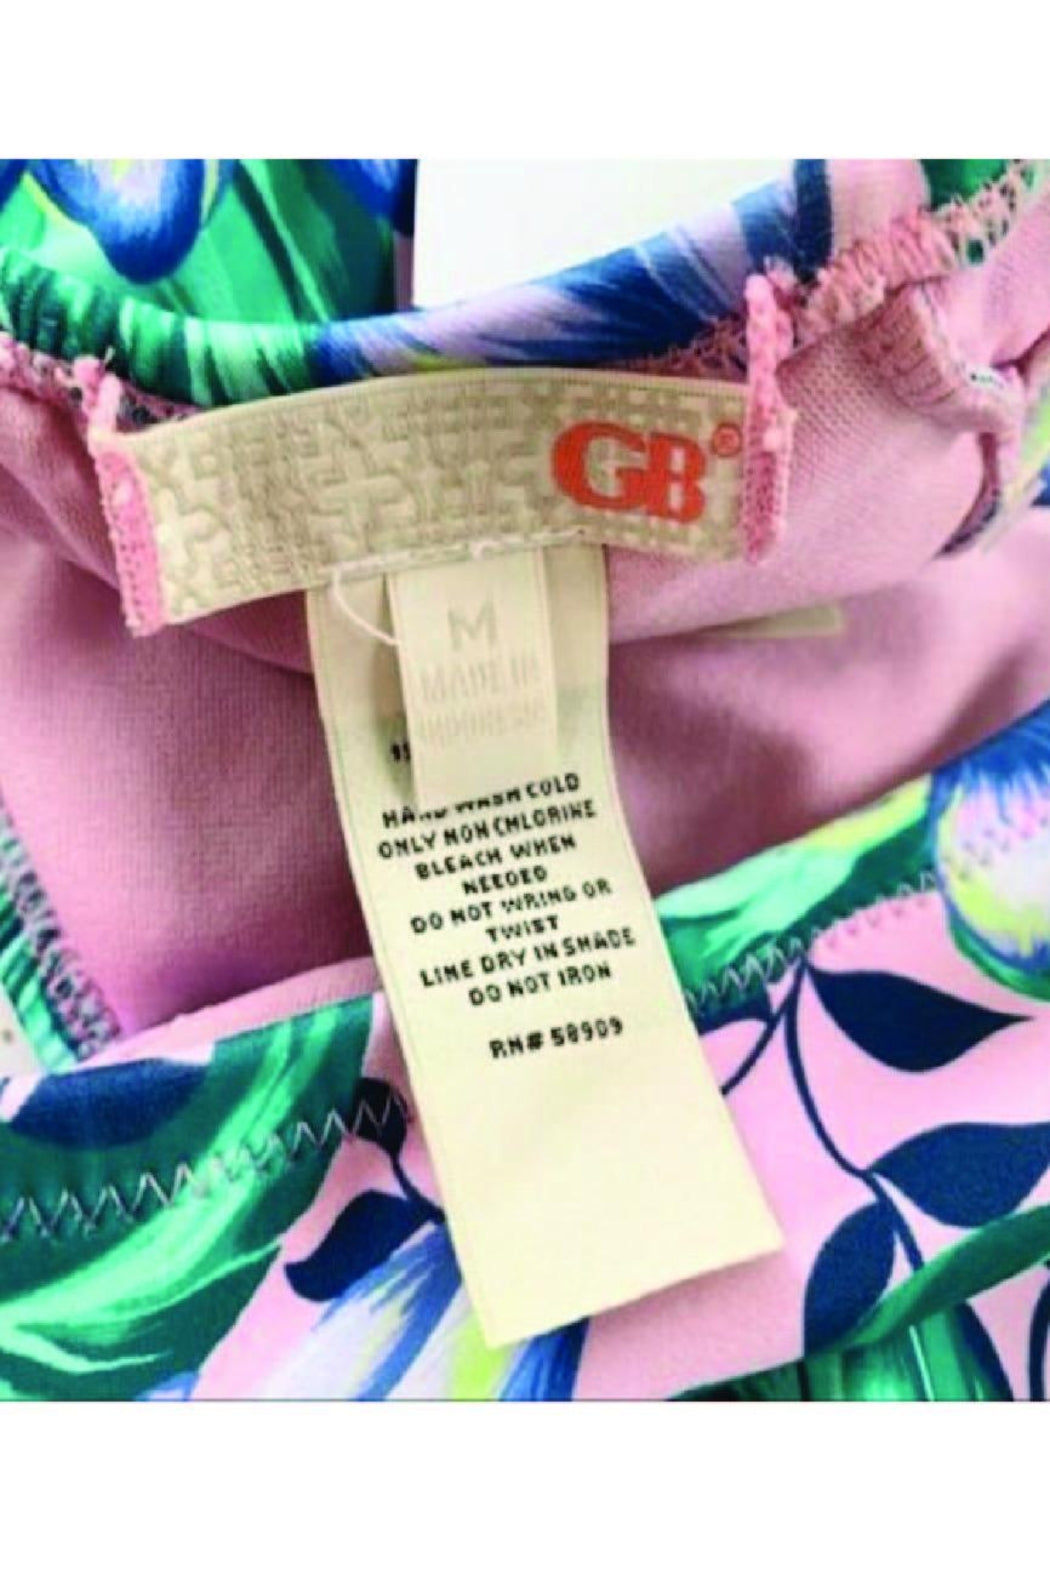 GB®
M
MADE IN
INDONESIA
HAND WASH COLD
ONLY NON CHLORINE
BLEACH WHEN
NEEDED
DO NOT WRING OR
TWIST
LINE DRY IN SHADE
DO NOT IRON
RN# 58909